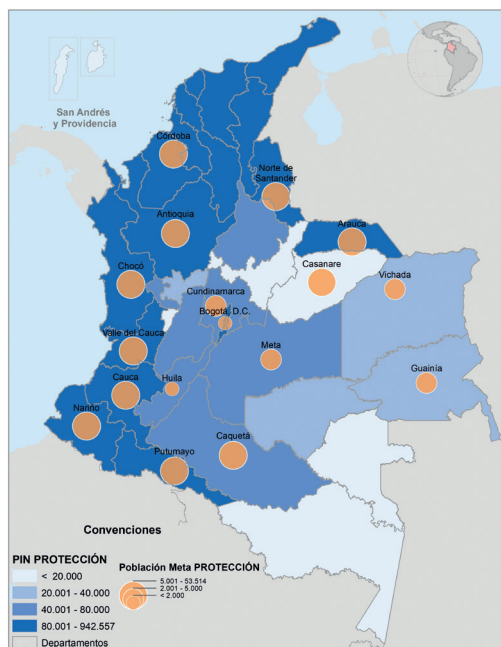 San Andrés
y Providencia
Córdoba
Norte de
Santander
Antioquia
Arauca
Casanare
Chocó
Vichada
Cundinamarca
Bogotá, D.C.
Valle del Cauca
Meta
Guainía
Huila
Cauca
Nariño
Caquetá
Putumayo
Convenciones
PIN PROTECCIÓN
< 20.000
20.001 - 40.000
40.001 - 80.000
80.001 - 942.557
Departamentos
Población Meta PROTECCIÓN
5.001 - 53.514
2.001 - 5.000
< 2.000